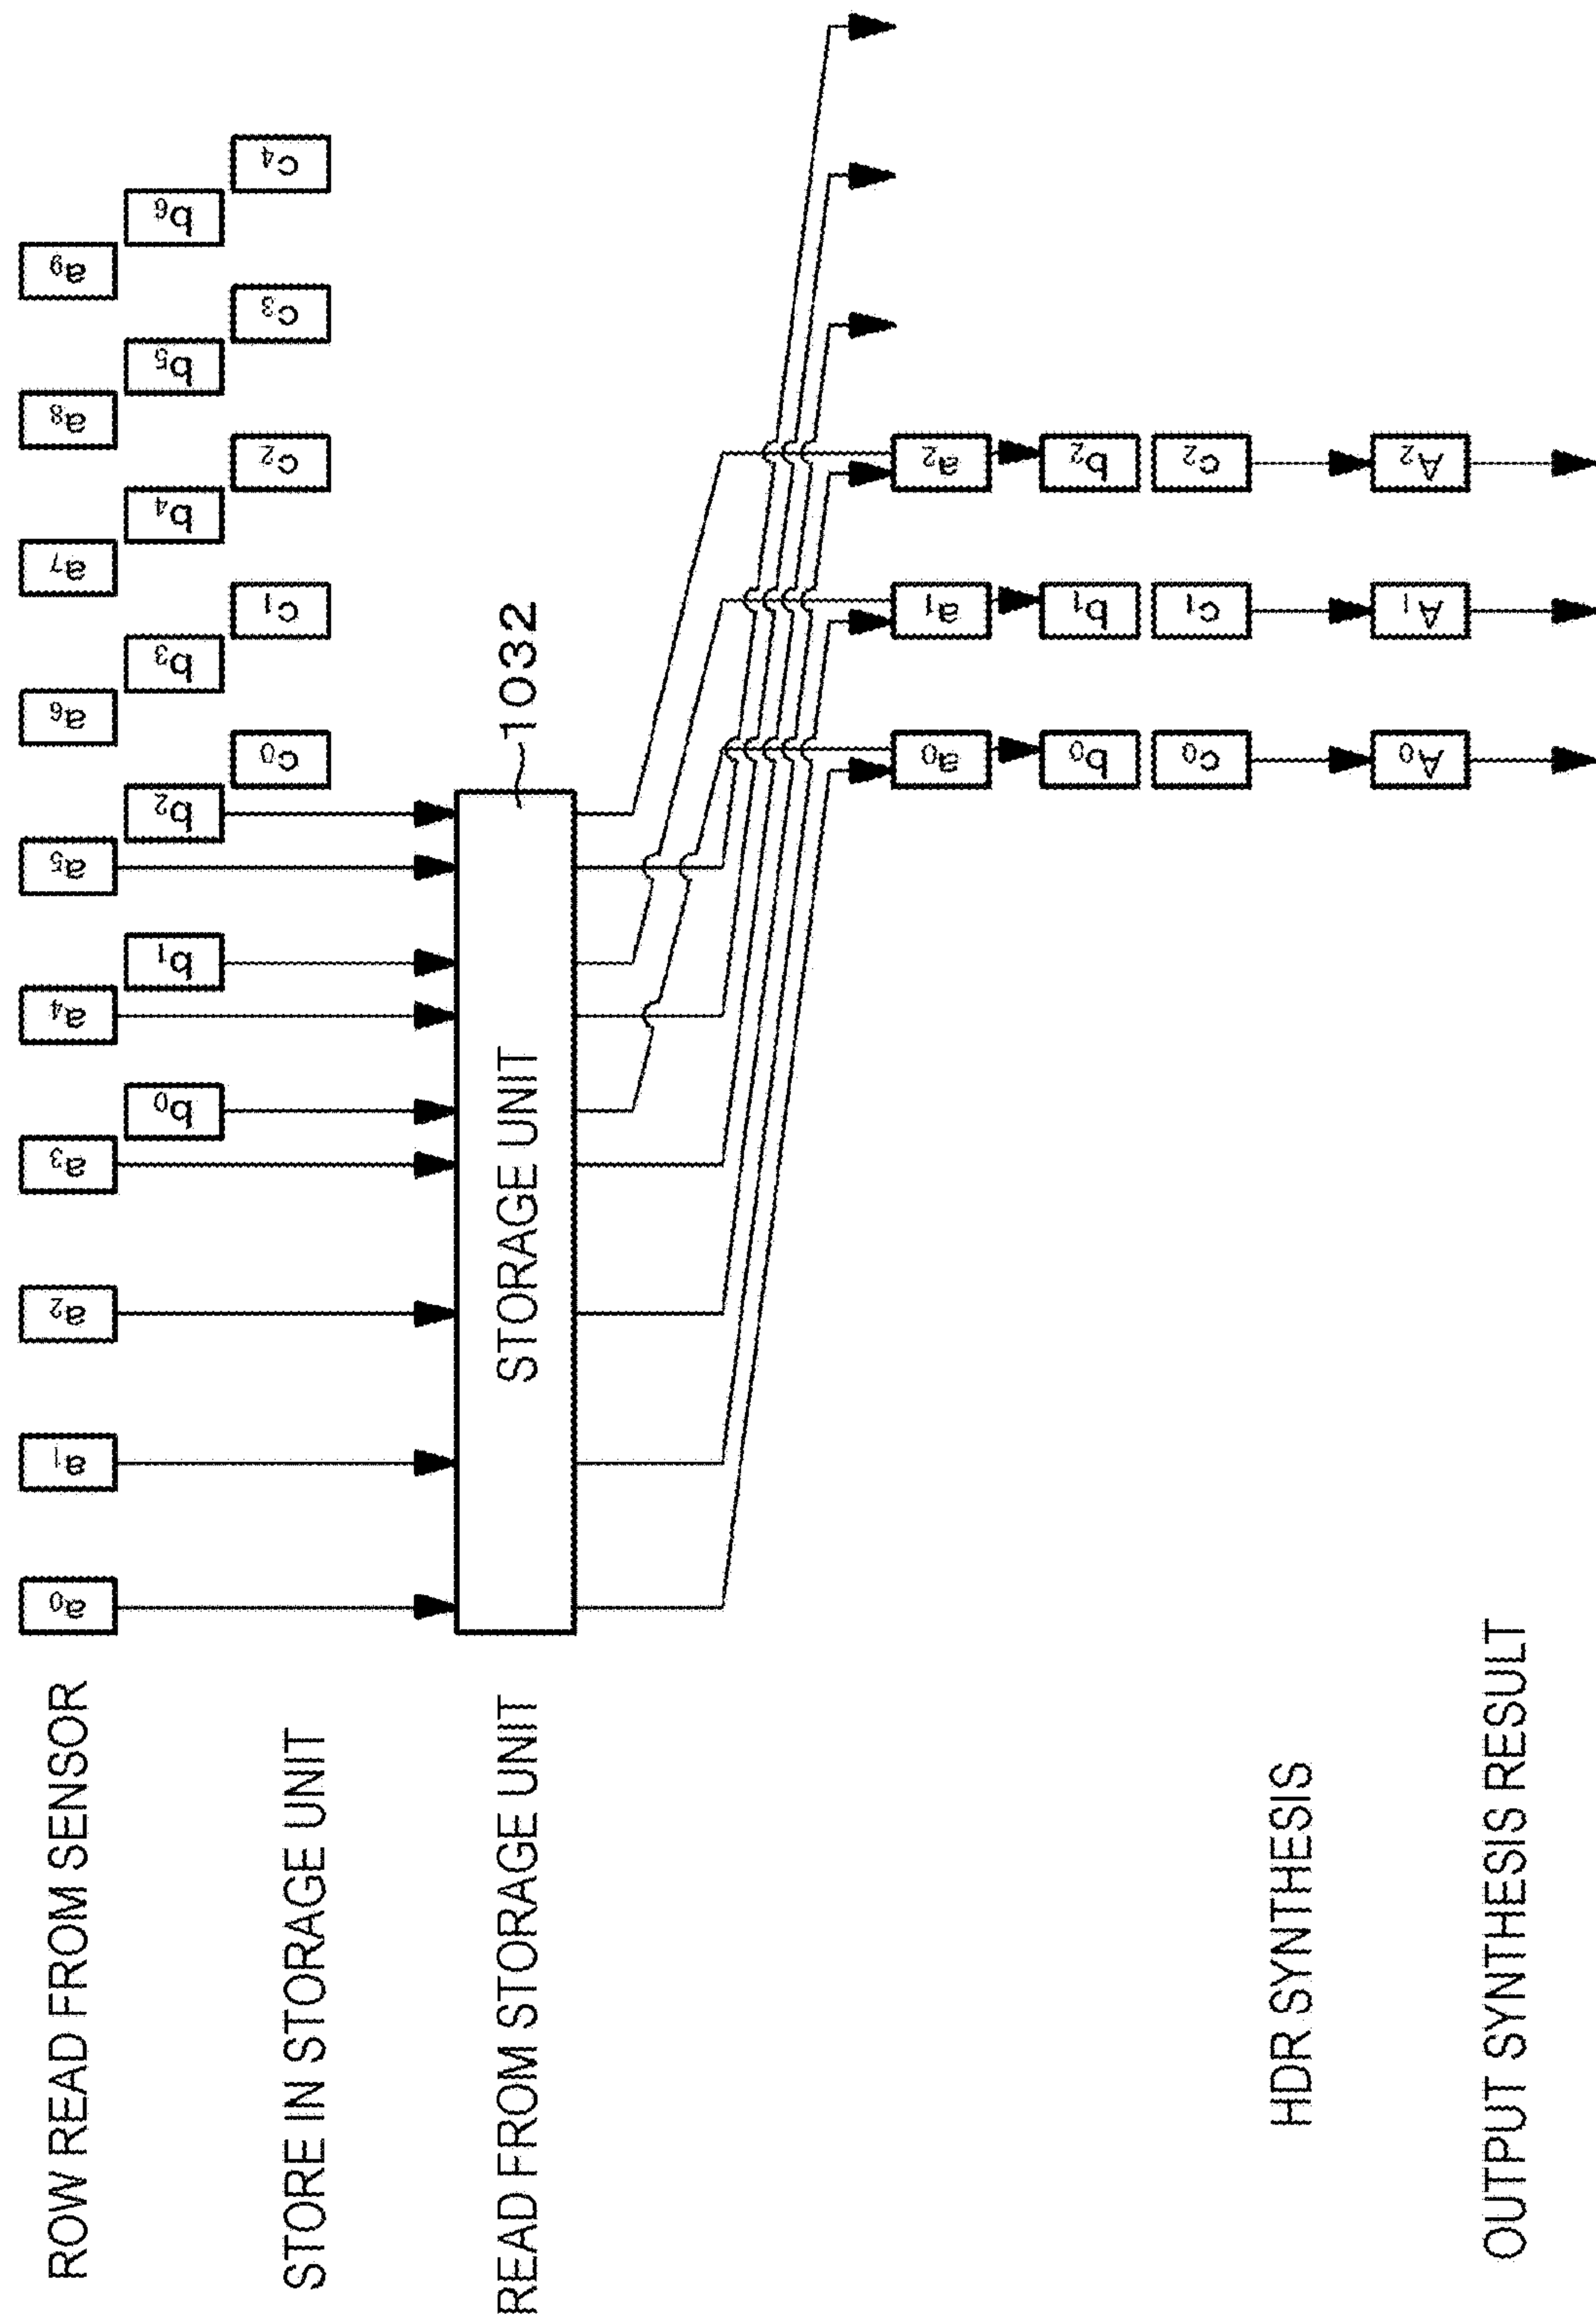 ROW READ FROM SENSOR
a0 a1 a2 a3 a4 a5 a6 a7 a8 a9
b0 b1 b2 b3 b4 b5 b6
c0 c1 c2 c3 c4
STORE IN STORAGE UNIT
READ FROM STORAGE UNIT
STORAGE UNIT
1032
a0 a1 a2
b0 b1 b2
c0 c1 c2
HDR SYNTHESIS
A0 A1 A2
OUTPUT SYNTHESIS RESULT